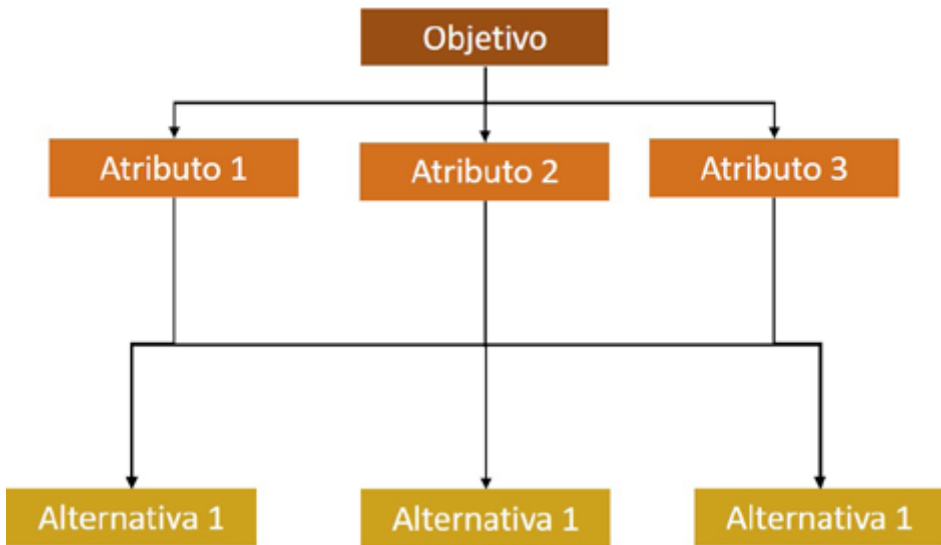 Objetivo
Atributo 1
Atributo 2
Atributo 3
Alternativa 1
Alternativa 1
Alternativa 1